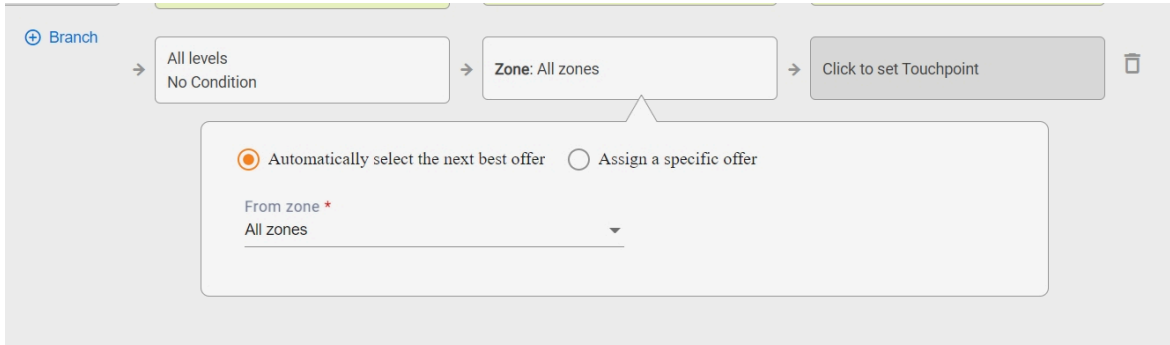 Branch
All levels
No Condition
Zone: All zones
Click to set Touchpoint
Automatically select the next best offer
Assign a specific offer
From zone *
All zones